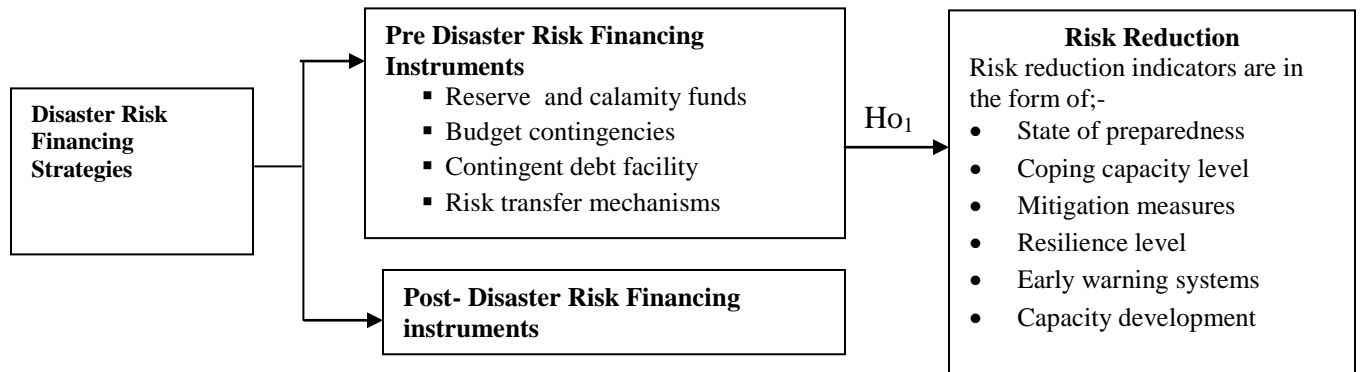 Disaster Risk
Financing
Strategies
Pre Disaster Risk Financing
Instruments
▪ Reserve and calamity funds
▪ Budget contingencies
▪ Contingent debt facility
▪ Risk transfer mechanisms
Post- Disaster Risk Financing
instruments
Ho₁
Risk Reduction
Risk reduction indicators are in
the form of;-
• State of preparedness
• Coping capacity level
• Mitigation measures
• Resilience level
• Early warning systems
• Capacity development